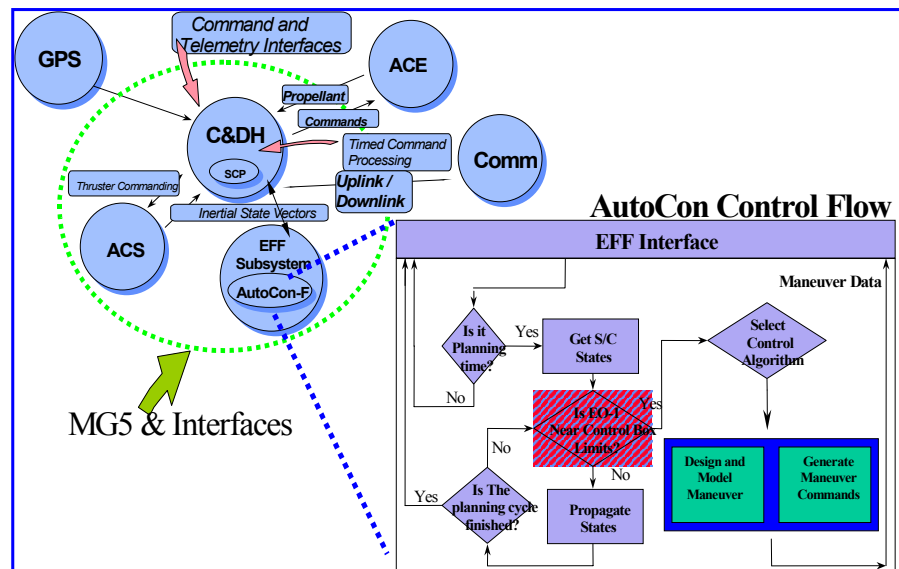 Command and
Telemetry Interfaces
GPS
ACE
Propellant
Commands
C&DH
SCP
Timed Command
Processing
Comm
Thruster Commanding
Uplink /
Downlink
Inertial State Vectors
ACS
EFF
Subsystem
AutoCon-F
MG5 & Interfaces
AutoCon Control Flow
EFF Interface
Maneuver Data
Is it
Planning
time?
Yes
No
Get S/C
States
Select
Control
Algorithm
Is EO-1
Near Control Box
Limits?
Yes
No
No
Yes
Is The
planning cycle
finished?
Propagate
States
Design and
Model
Maneuver
Generate
Maneuver
Commands